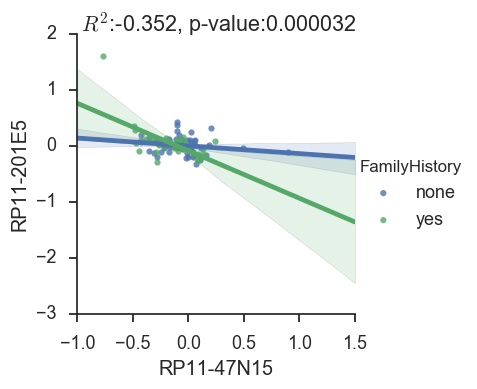 R²:-0.352, p-value:0.000032
2
1
0
−1
−2
−3
RP11-201E5
−1.0 −0.5 0.0 0.5 1.0 1.5
RP11-47N15
FamilyHistory
none
yes